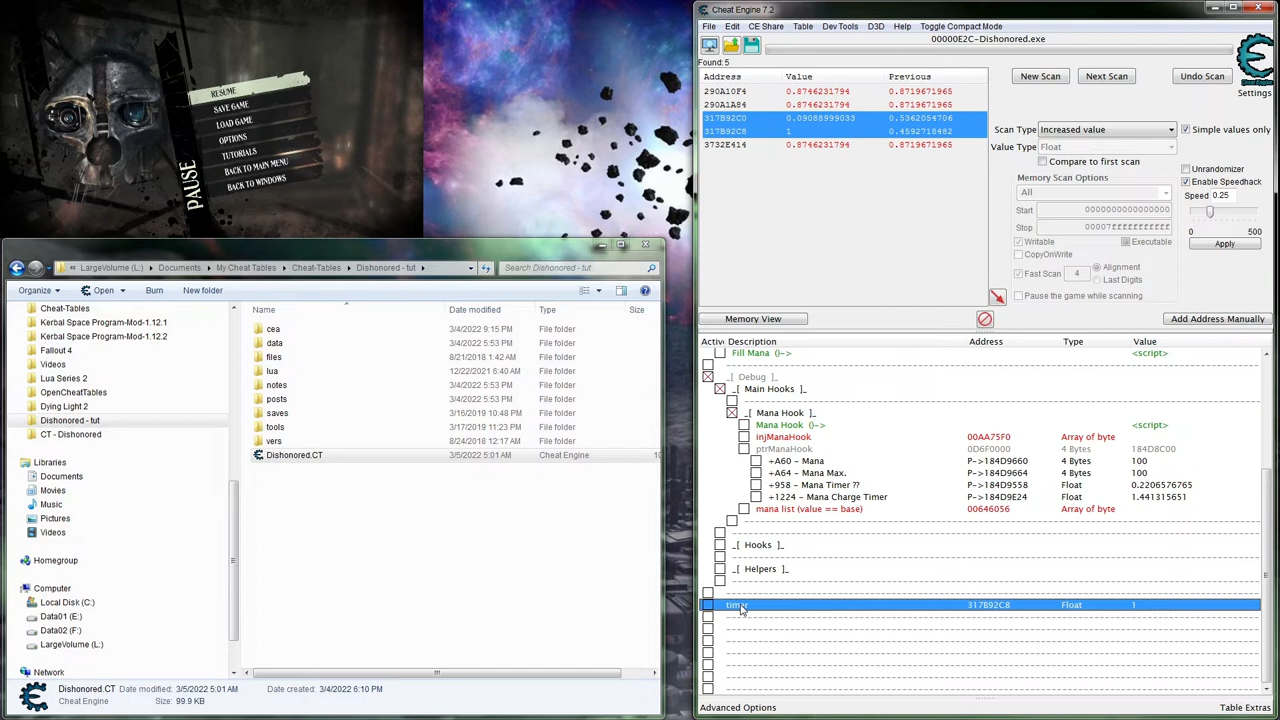 RESUME
SAVE GAME
LOAD GAME
OPTIONS
TUTORIALS
BACK TO MAIN MENU
BACK TO WINDOWS
PAUSE
Cheat Engine 7.2
File Edit CE Share Table Dev Tools D3D Help Toggle Compact Mode
00000E2C-Dishonored.exe
Found: 5
Address Value Previous
290A10F4 0.8746231794 0.8719671965
290A1A84 0.8746231794 0.8719671965
317B92C0 0.09088999033 0.5362054706
317B92C8 1 0.4592718482
3732E414 0.8746231794 0.8719671965
New Scan Next Scan Undo Scan
Settings
Scan Type Increased value Simple values only
Value Type Float
Compare to first scan
Memory Scan Options
All
Start 0000000000000000
Stop 00007fffffffffff
Writable Executable
CopyOnWrite
Fast Scan 4 Alignment
Last Digits
Pause the game while scanning
Unrandomizer
Enable Speedhack
Speed 0.25
0 500
Apply
Memory View Add Address Manually
Active Description Address Type Value
Fill Mana ()-> <script>
_[ Debug ]_
_[ Main Hooks ]_
_[ Mana Hook ]_
Mana Hook ()-> <script>
injManaHook 00AA75F0 Array of byte
ptrManaHook 0D6F0000 4 Bytes 184D8C00
+A60 - Mana P->184D9660 4 Bytes 100
+A64 - Mana Max. P->184D9664 4 Bytes 100
+958 - Mana Timer ?? P->184D9558 Float 0.2206576765
+1224 - Mana Charge Timer P->184D9E24 Float 1.441315651
mana list (value == base) 00646056 Array of byte
_[ Hooks ]_
_[ Helpers ]_
timer 317B92C8 Float 1
Advanced Options Table Extras
LargeVolume (L:) Documents My Cheat Tables Cheat-Tables Dishonored - tut Search Dishonored - tut
Organize Open Burn New folder
Cheat-Tables
Kerbal Space Program-Mod-1.12.1
Kerbal Space Program-Mod-1.12.2
Fallout 4
Videos
Lua Series 2
OpenCheatTables
Dying Light 2
Dishonored - tut
CT - Dishonored
Libraries
Documents
Movies
Music
Pictures
Videos
Homegroup
Computer
Local Disk (C:)
Data01 (E:)
Data02 (F:)
LargeVolume (L:)
Network
Name Date modified Type Size
cea 3/4/2022 9:15 PM File folder
data 3/4/2022 5:53 PM File folder
files 8/21/2018 1:42 AM File folder
lua 12/22/2021 6:40 AM File folder
notes 3/4/2022 5:53 PM File folder
posts 3/4/2022 5:53 PM File folder
saves 3/16/2019 10:48 PM File folder
tools 3/17/2019 11:23 PM File folder
vers 8/24/2018 12:17 AM File folder
Dishonored.CT 3/5/2022 5:01 AM Cheat Engine 10
Dishonored.CT Date modified: 3/5/2022 5:01 AM Date created: 3/4/2022 6:10 PM
Cheat Engine Size: 99.9 KB